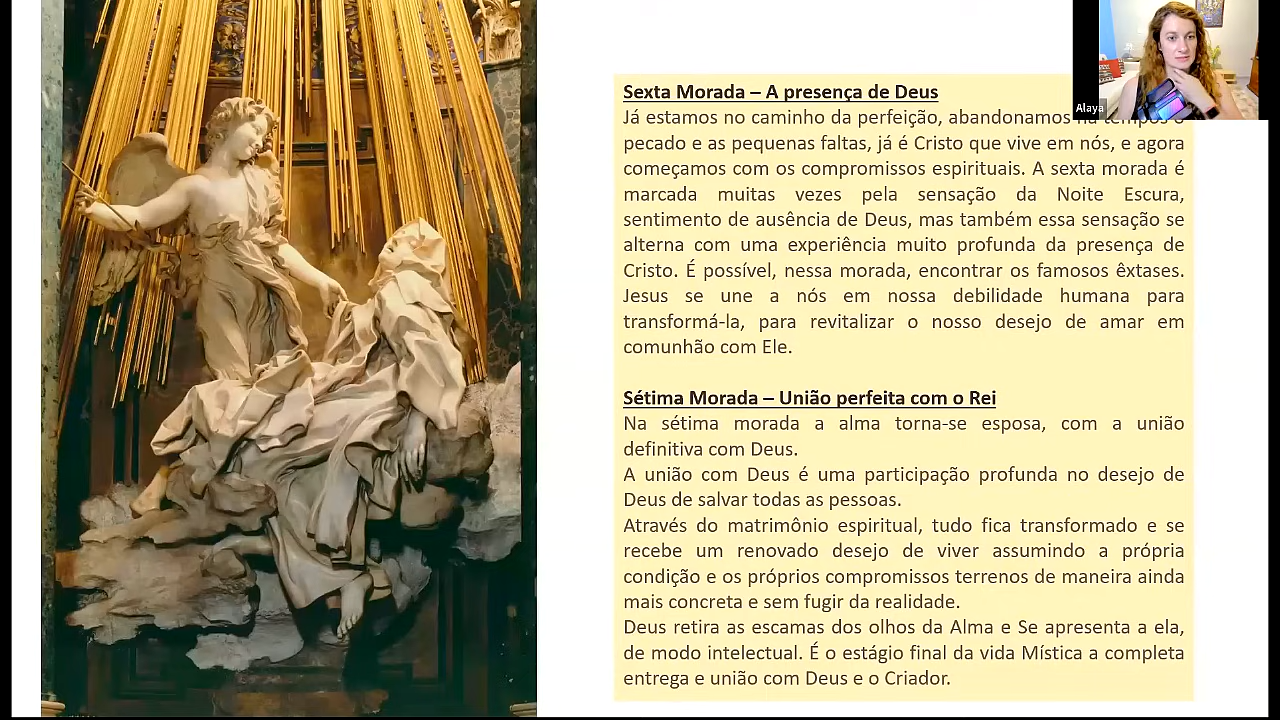 Alaya
Sexta Morada – A presença de Deus
Já estamos no caminho da perfeição, abandonamos há tempos o
pecado e as pequenas faltas, já é Cristo que vive em nós, e agora
começamos com os compromissos espirituais. A sexta morada é
marcada muitas vezes pela sensação da Noite Escura,
sentimento de ausência de Deus, mas também essa sensação se
alterna com uma experiência muito profunda da presença de
Cristo. É possível, nessa morada, encontrar os famosos êxtases.
Jesus se une a nós em nossa debilidade humana para
transformá-la, para revitalizar o nosso desejo de amar em
comunhão com Ele.
Sétima Morada – União perfeita com o Rei
Na sétima morada a alma torna-se esposa, com a união
definitiva com Deus.
A união com Deus é uma participação profunda no desejo de
Deus de salvar todas as pessoas.
Através do matrimônio espiritual, tudo fica transformado e se
recebe um renovado desejo de viver assumindo a própria
condição e os próprios compromissos terrenos de maneira ainda
mais concreta e sem fugir da realidade.
Deus retira as escamas dos olhos da Alma e Se apresenta a ela,
de modo intelectual. É o estágio final da vida Mística a completa
entrega e união com Deus e o Criador.